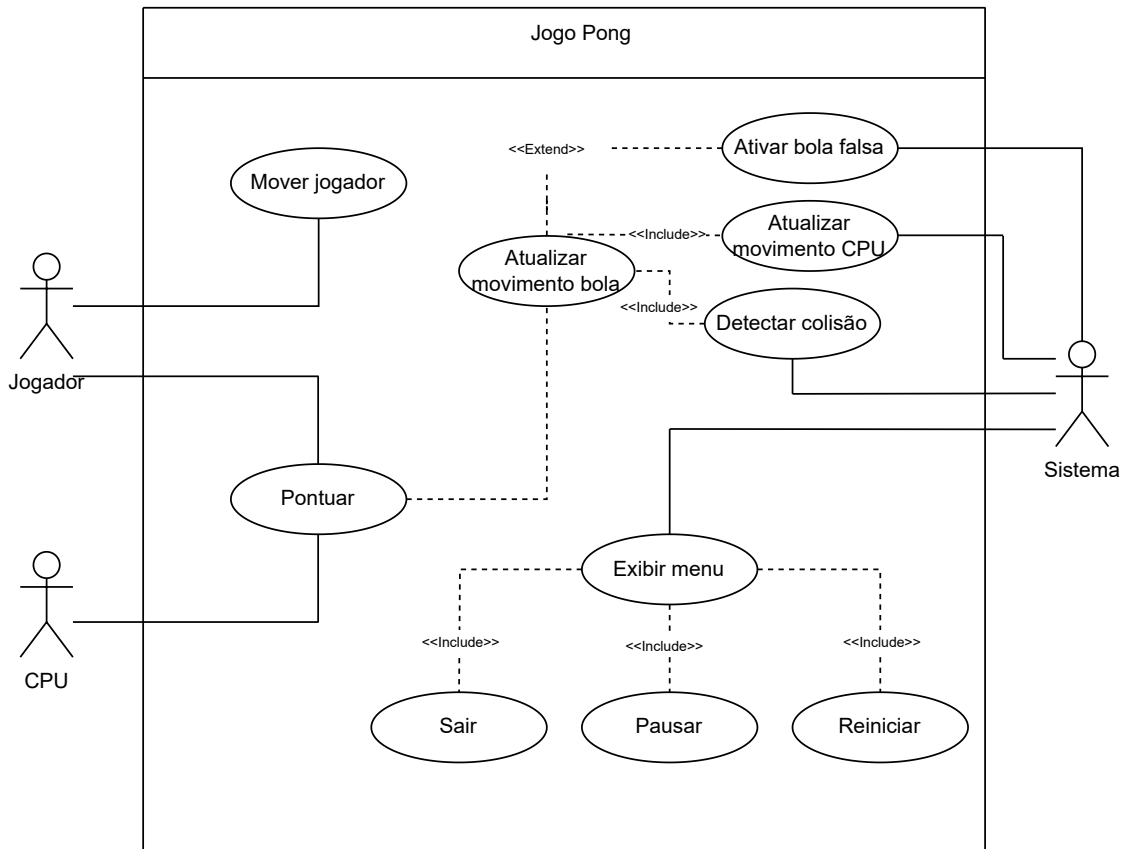 Jogo Pong
<<Extend>>
Ativar bola falsa
Mover jogador
<<Include>>
Atualizar
movimento CPU
Atualizar
movimento bola
<<Include>>
Detectar colisão
Jogador
Sistema
Pontuar
Exibir menu
CPU
<<Include>>
<<Include>>
<<Include>>
Sair
Pausar
Reiniciar